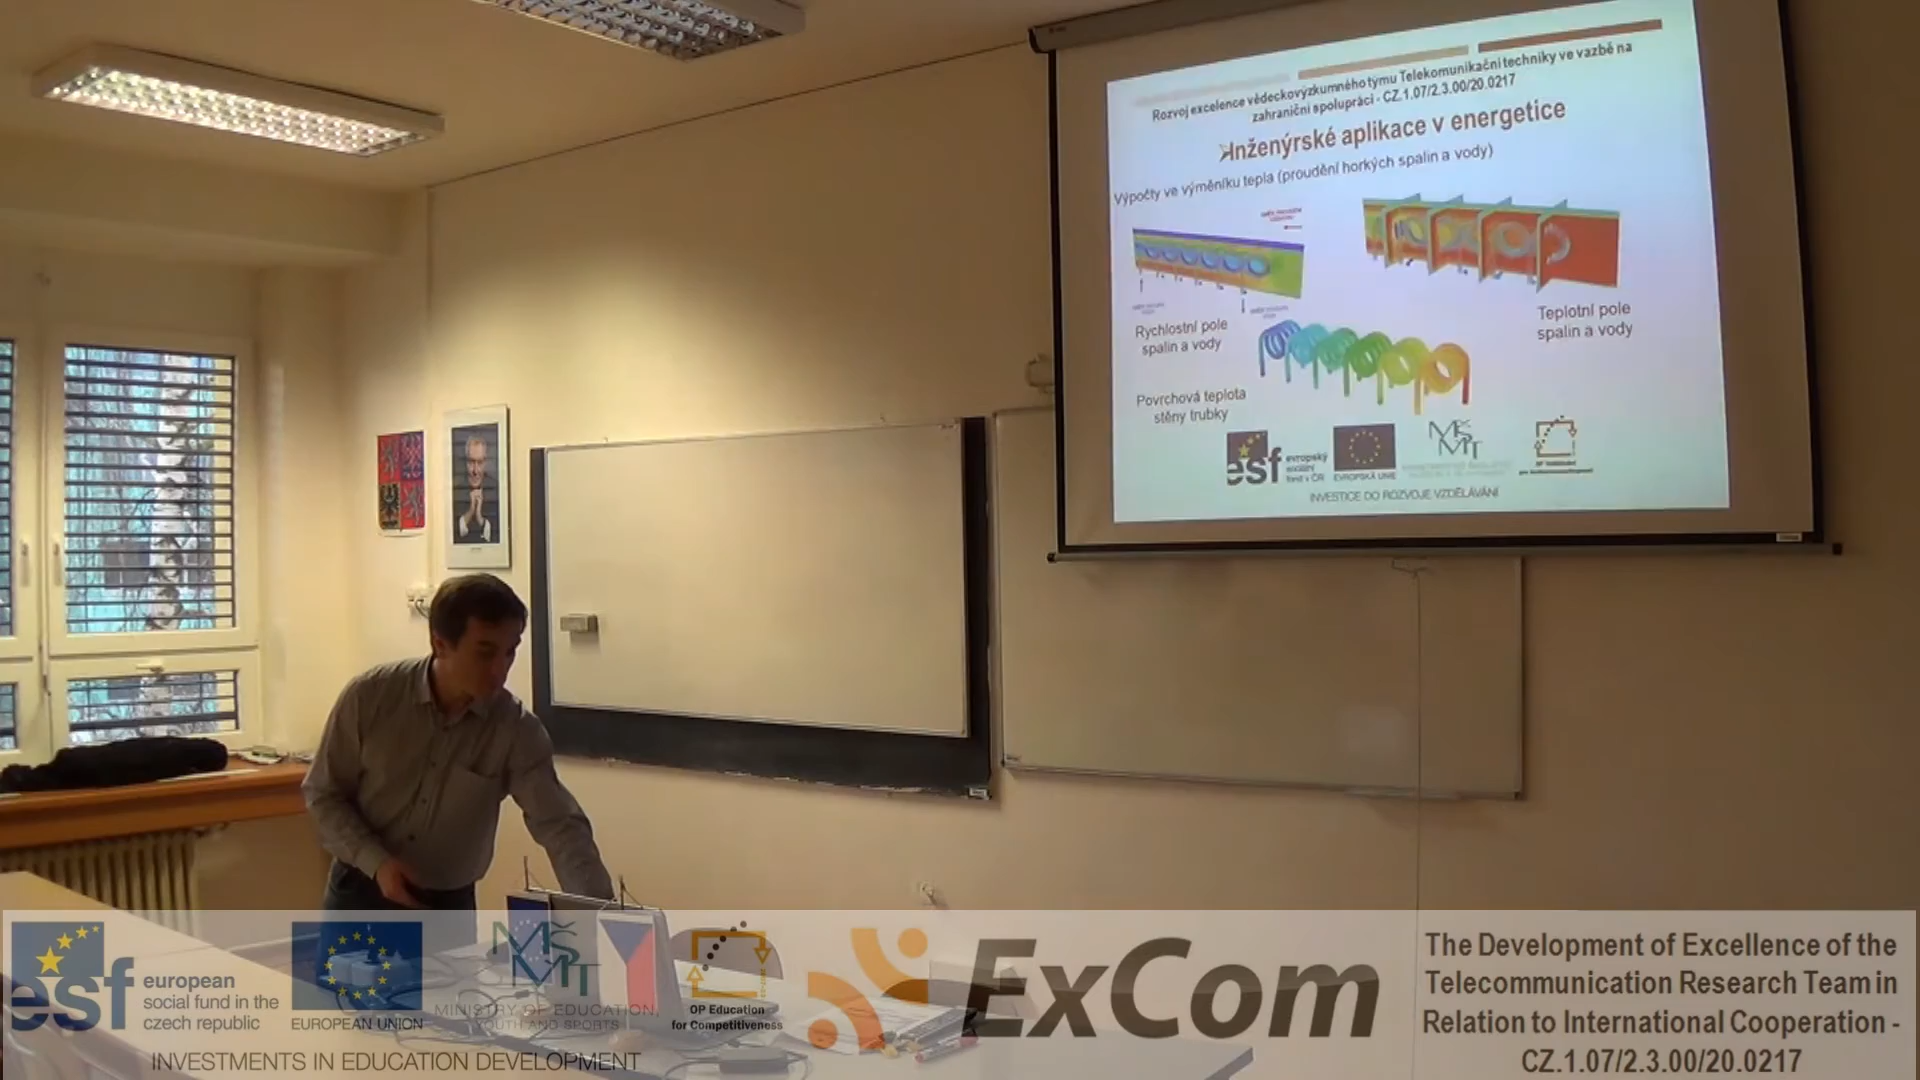 Rozvoj excelence vědeckovýzkumného týmu Telekomunikační techniky ve vazbě na
zahraniční spolupráci - CZ.1.07/2.3.00/20.0217
Inženýrské aplikace v energetice
Výpočty ve výměníku tepla (proudění horkých spalin a vody)
Rychlostní pole
spalin a vody
Teplotní pole
spalin a vody
Povrchová teplota
stěny trubky
esf
evropský
sociální
fond v ČR
EVROPSKÁ UNIE
MŠMT
INVESTICE DO ROZVOJE VZDĚLÁVÁNÍ
esf
european
social fund in the
czech republic
EUROPEAN UNION
MŠMT
MINISTRY OF EDUCATION,
YOUTH AND SPORTS
OP Education
for Competitiveness
INVESTMENTS IN EDUCATION DEVELOPMENT
ExCom
The Development of Excellence of the
Telecommunication Research Team in
Relation to International Cooperation -
CZ.1.07/2.3.00/20.0217